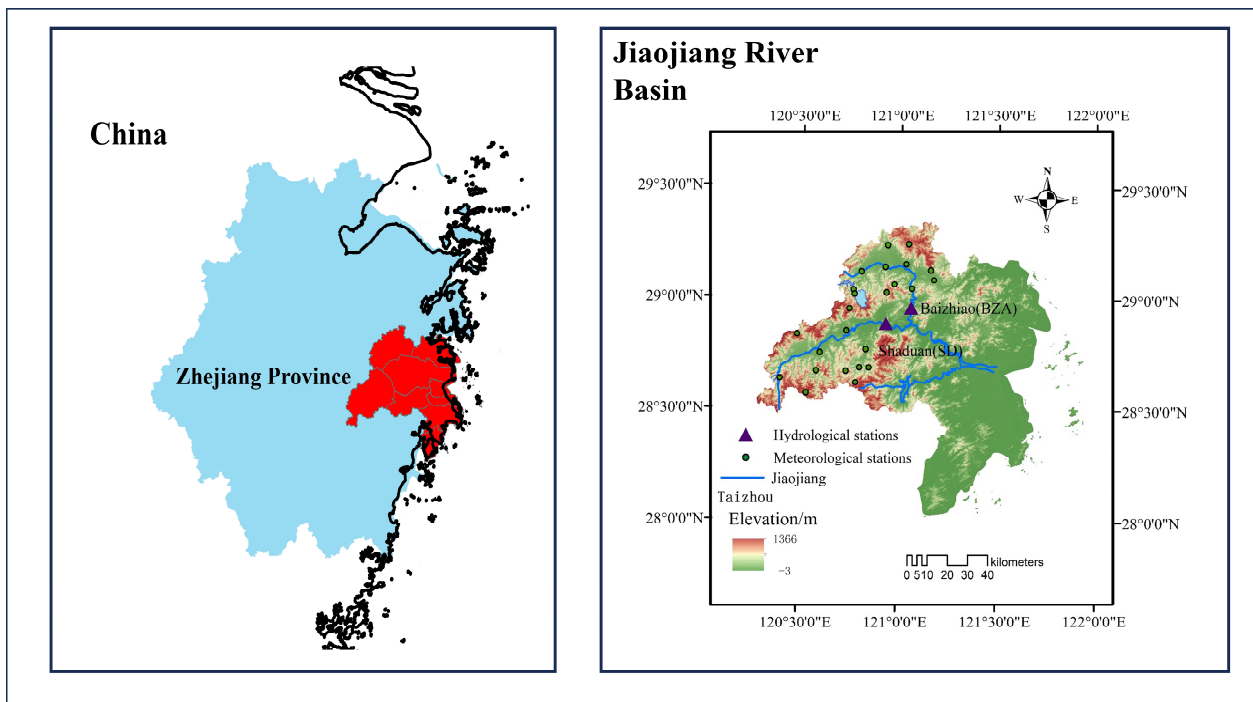 China
Zhejiang Province
Jiaojiang River
Basin
120°30'0"E 121°0'0"E 121°30'0"E 122°0'0"E
29°30'0"N
29°30'0"N
N
W E
S
29°0'0"N
29°0'0"N
Baizhiao(BZA)
Shaduan(SD)
28°30'0"N
28°30'0"N
Hydrological stations
Meteorological stations
Jiaojiang
Taizhou
Elevation/m
1366
-3
28°0'0"N
28°0'0"N
kilometers
0 5 10 20 30 40
120°30'0"E 121°0'0"E 121°30'0"E 122°0'0"E